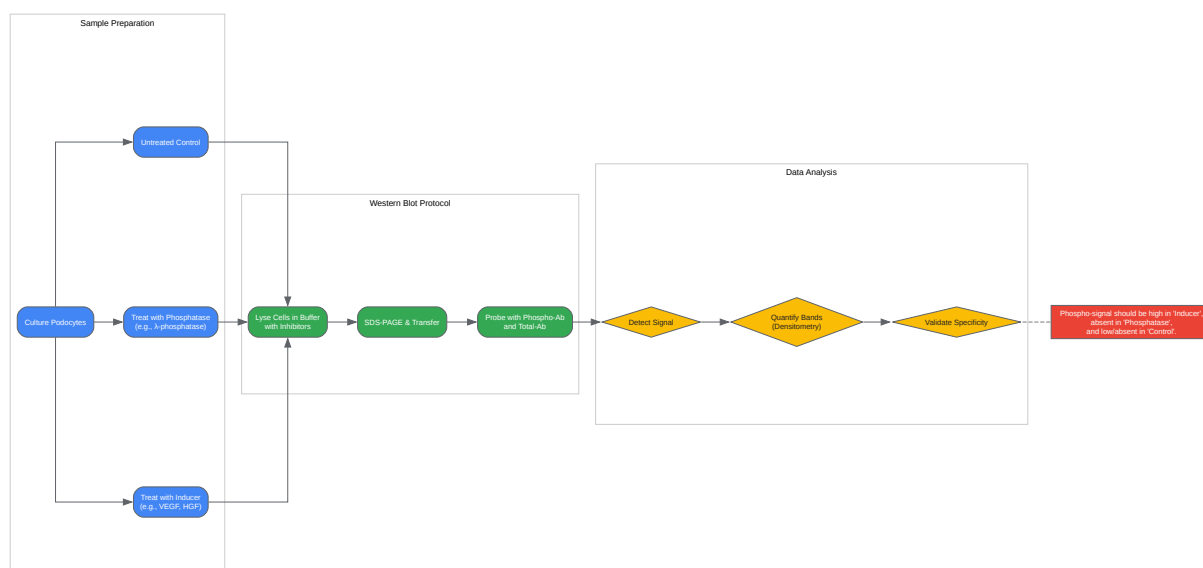 Sample Preparation
Untreated Control
Culture Podocytes
Treat with Phosphatase
(e.g., λ-phosphatase)
Treat with Inducer
(e.g., VEGF, HGF)
Western Blot Protocol
Lyse Cells in Buffer
with Inhibitors
SDS-PAGE & Transfer
Probe with Phospho-Ab
and Total-Ab
Data Analysis
Detect Signal
Quantify Bands
(Densitometry)
Validate Specificity
Phospho-signal should be high in 'Inducer',
absent in 'Phosphatase',
and low/absent in 'Control'.